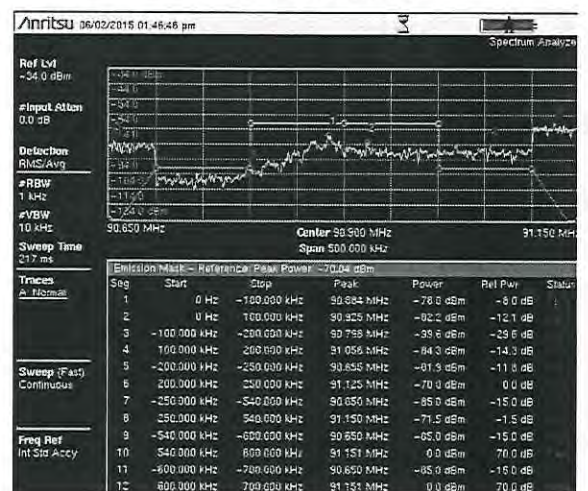 Anritsu 06/02/2015 01:46:46 pm
Spectrum Analyze
Ref Lvl
-34.0 dBm
#Input Atten
0.0 dB
Detection
RMS/Avg
#RBW
1 kHz
#VBW
10 kHz
Sweep Time
217 ms
Traces
A: Normal
Sweep (Fast)
Continuous
Freq Ref
Int Std Accy
90.650 MHz Center 90.900 MHz 91.150 MH
Span 500.000 kHz
Emission Mask - Reference: Peak Power: -70.04 dBm
Seg Start Stop Peak Power Rel Pwr Status
1 0 Hz -100.000 kHz 90.884 MHz -78.0 dBm -8.0 dB
2 0 Hz 100.000 kHz 90.925 MHz -82.2 dBm -12.1 dB
3 -100.000 kHz -200.000 kHz 90.798 MHz -99.6 dBm -29.6 dB
4 100.000 kHz 200.000 kHz 91.056 MHz -84.3 dBm -14.3 dB
5 -200.000 kHz -250.000 kHz 90.655 MHz -81.9 dBm -11.8 dB
6 200.000 kHz 250.000 kHz 91.125 MHz -70.0 dBm 0.0 dB
7 -250.000 kHz -540.000 kHz 90.650 MHz -85.0 dBm -15.0 dB
8 250.000 kHz 540.000 kHz 91.150 MHz -71.5 dBm -1.5 dB
9 -540.000 kHz -600.000 kHz 90.650 MHz -85.0 dBm -15.0 dB
10 540.000 kHz 600.000 kHz 91.151 MHz 0.0 dBm 70.0 dB
11 -600.000 kHz -700.000 kHz 90.650 MHz -85.0 dBm -15.0 dB
12 600.000 kHz 700.000 kHz 91.151 MHz 0.0 dBm 70.0 dB